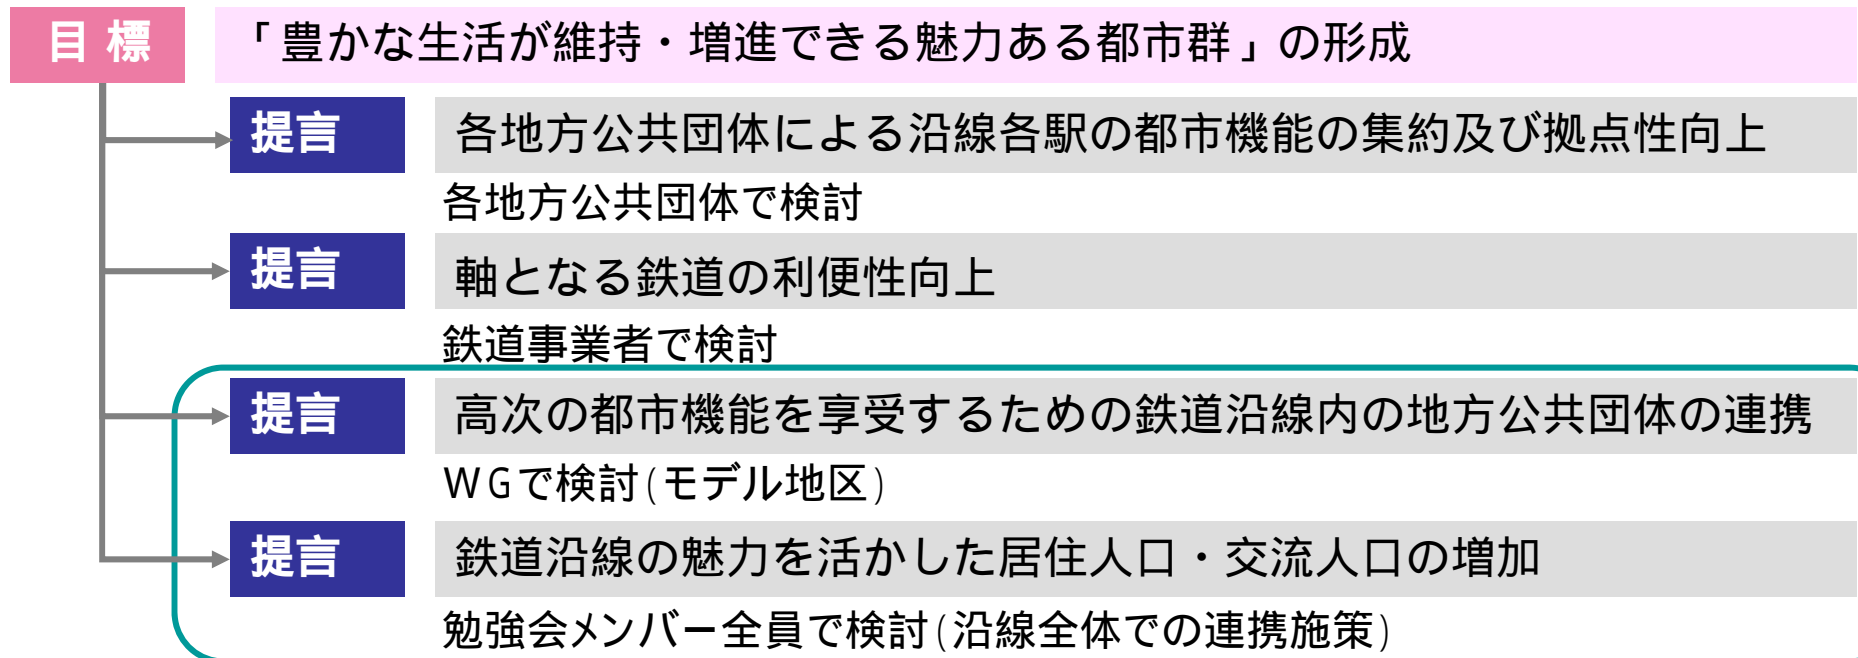 目 標
「豊かな生活が維持・増進できる魅力ある都市群」の形成
提言
各地方公共団体による沿線各駅の都市機能の集約及び拠点性向上
各地方公共団体で検討
提言
軸となる鉄道の利便性向上
鉄道事業者で検討
提言
高次の都市機能を享受するための鉄道沿線内の地方公共団体の連携
WGで検討(モデル地区)
提言
鉄道沿線の魅力を活かした居住人口・交流人口の増加
勉強会メンバー全員で検討(沿線全体での連携施策)